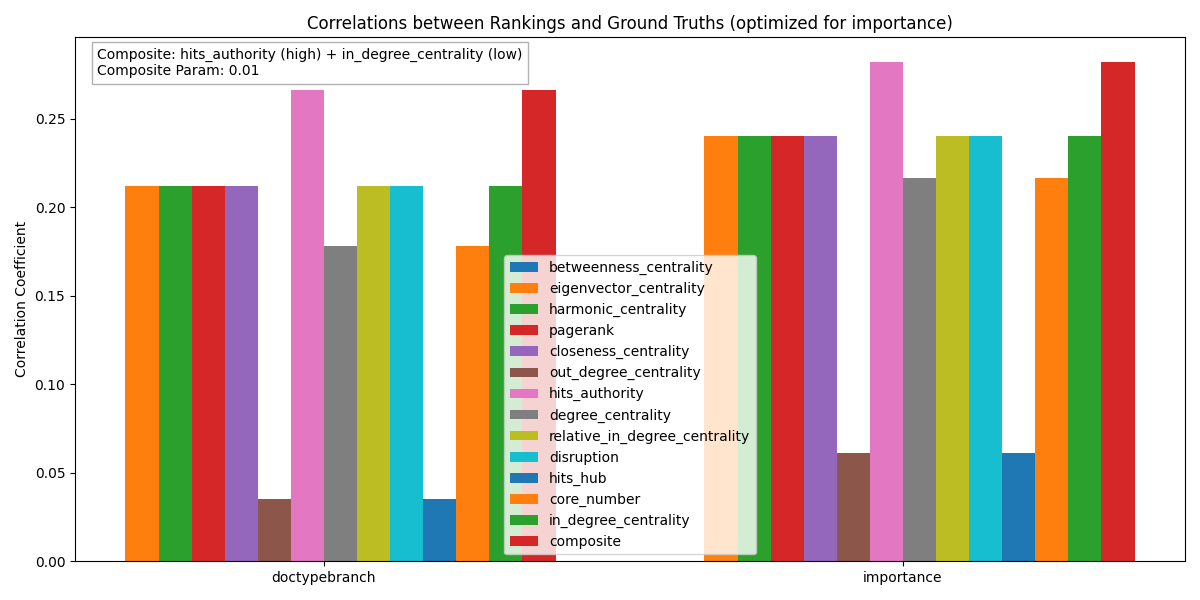 Correlations between Rankings and Ground Truths (optimized for importance)
Composite: hits_authority (high) + in_degree_centrality (low)
Composite Param: 0.01
Correlation Coefficient
0.25
0.20
0.15
0.10
0.05
0.00
betweenness_centrality
eigenvector_centrality
harmonic_centrality
pagerank
closeness_centrality
out_degree_centrality
hits_authority
degree_centrality
relative_in_degree_centrality
disruption
hits_hub
core_number
in_degree_centrality
composite
doctypebranch
importance